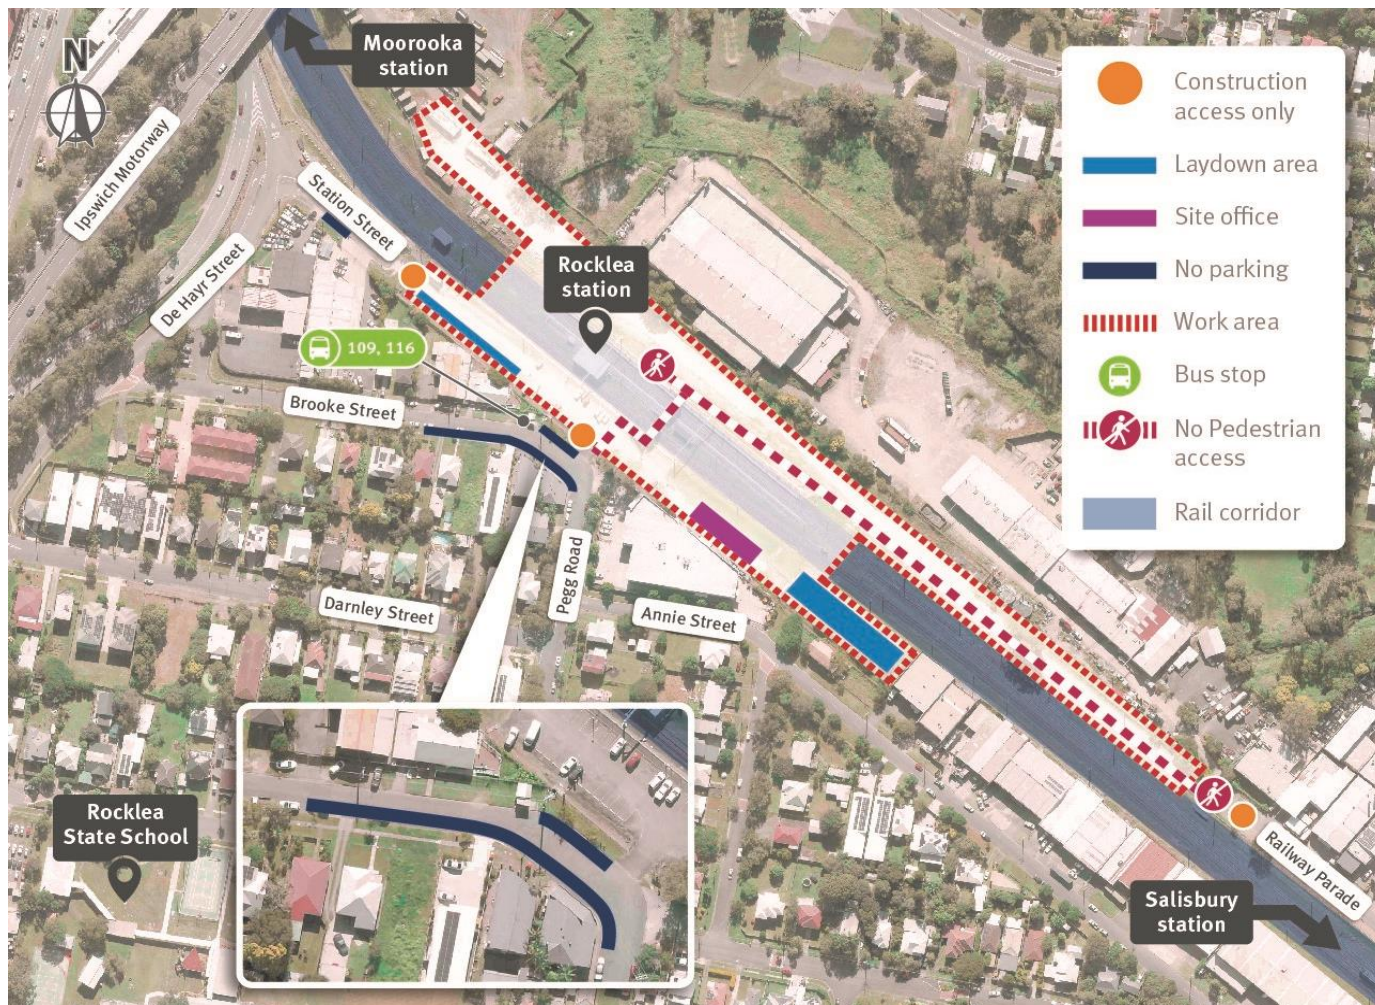 N
Moorooka
station
Ipswich Motorway
Station Street
De Hayr Street
Rocklea
station
109, 116
Brooke Street
Darnley Street
Pegg Road
Annie Street
Rocklea
State School
Railway Parade
Salisbury
station
Construction
access only
Laydown area
Site office
No parking
Work area
Bus stop
No Pedestrian
access
Rail corridor